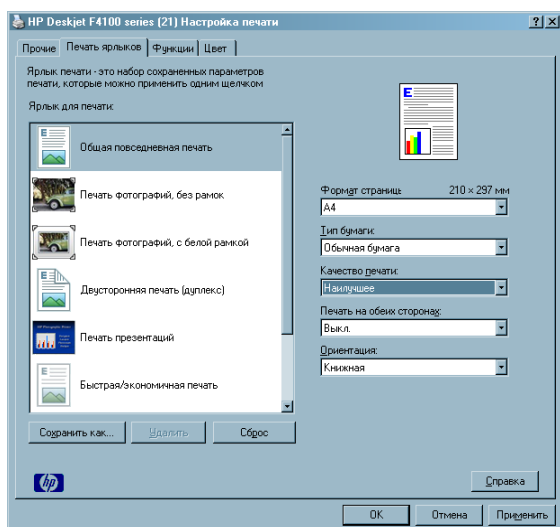 HP Deskjet F4100 series (21) Настройка печати
Прочие Печать ярлыков Функции Цвет
Ярлык печати - это набор сохраненных параметров
печати, которые можно применить одним щелчком
Ярлык для печати:
Общая повседневная печать
Печать фотографий, без рамок
Печать фотографий, с белой рамкой
Двусторонняя печать (дуплекс)
Печать презентаций
Быстрая/экономичная печать
Сохранить как... Удалить Сброс
Формат страниц: 210 × 297 мм
A4
Тип бумаги:
Обычная бумага
Качество печати:
Наилучшее
Печать на обеих сторонах:
Выкл.
Ориентация:
Книжная
hp
Справка
OK Отмена Применить